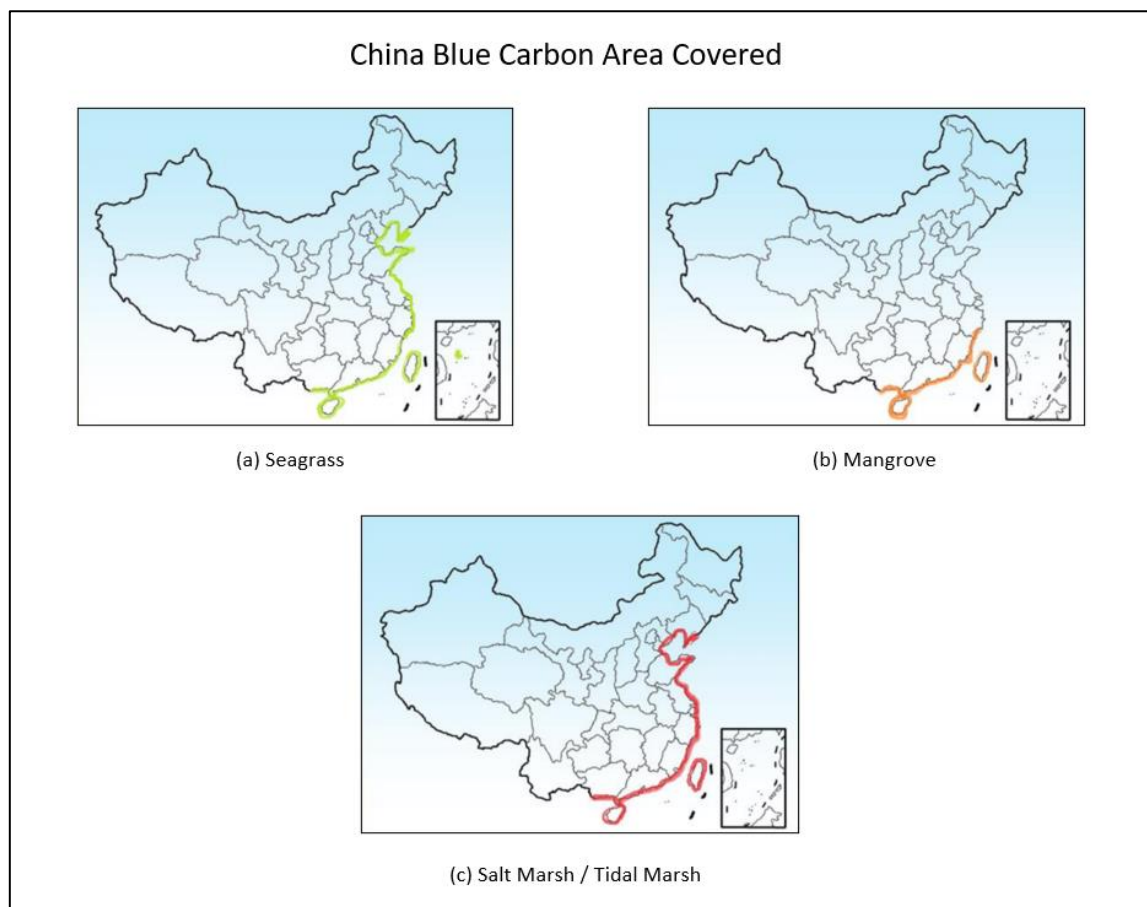 China Blue Carbon Area Covered
(a) Seagrass
(b) Mangrove
(c) Salt Marsh / Tidal Marsh